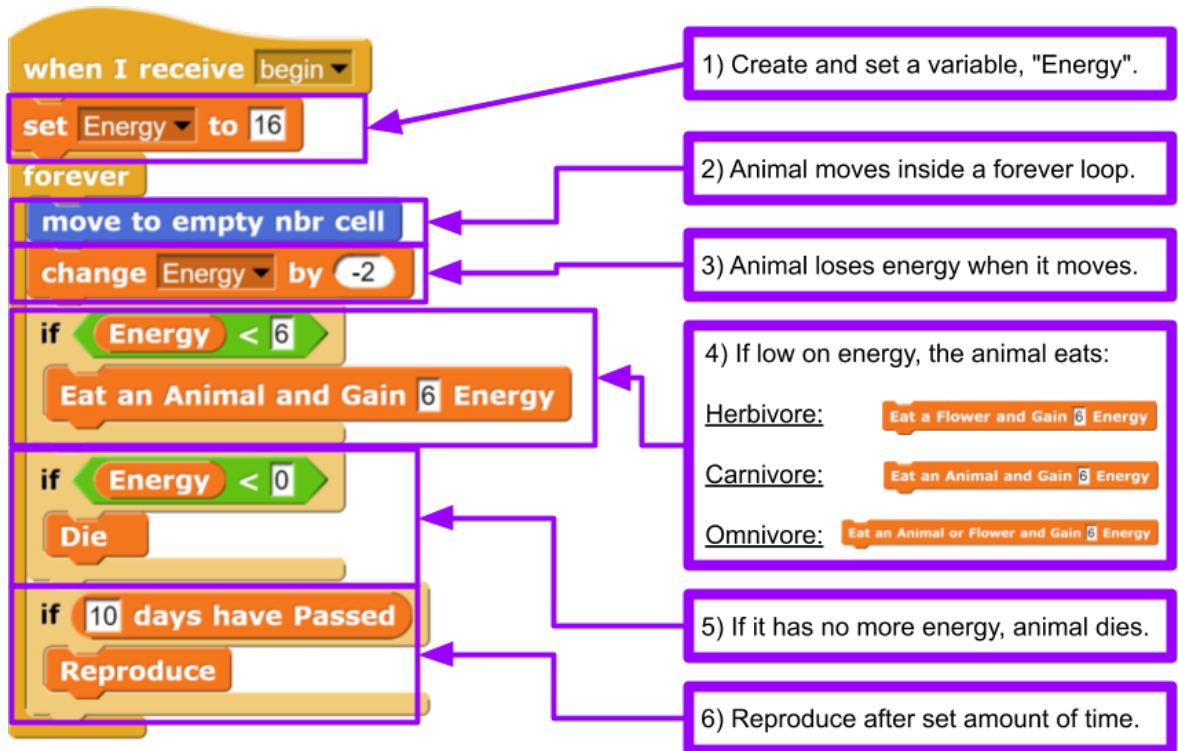 when I receive begin
set Energy to 16
forever
move to empty nbr cell
change Energy by -2
if Energy < 6
Eat an Animal and Gain 6 Energy
if Energy < 0
Die
if 10 days have Passed
Reproduce
1) Create and set a variable, "Energy".
2) Animal moves inside a forever loop.
3) Animal loses energy when it moves.
4) If low on energy, the animal eats:
Herbivore: Eat a Flower and Gain 6 Energy
Carnivore: Eat an Animal and Gain 6 Energy
Omnivore: Eat an Animal or Flower and Gain 6 Energy
5) If it has no more energy, animal dies.
6) Reproduce after set amount of time.